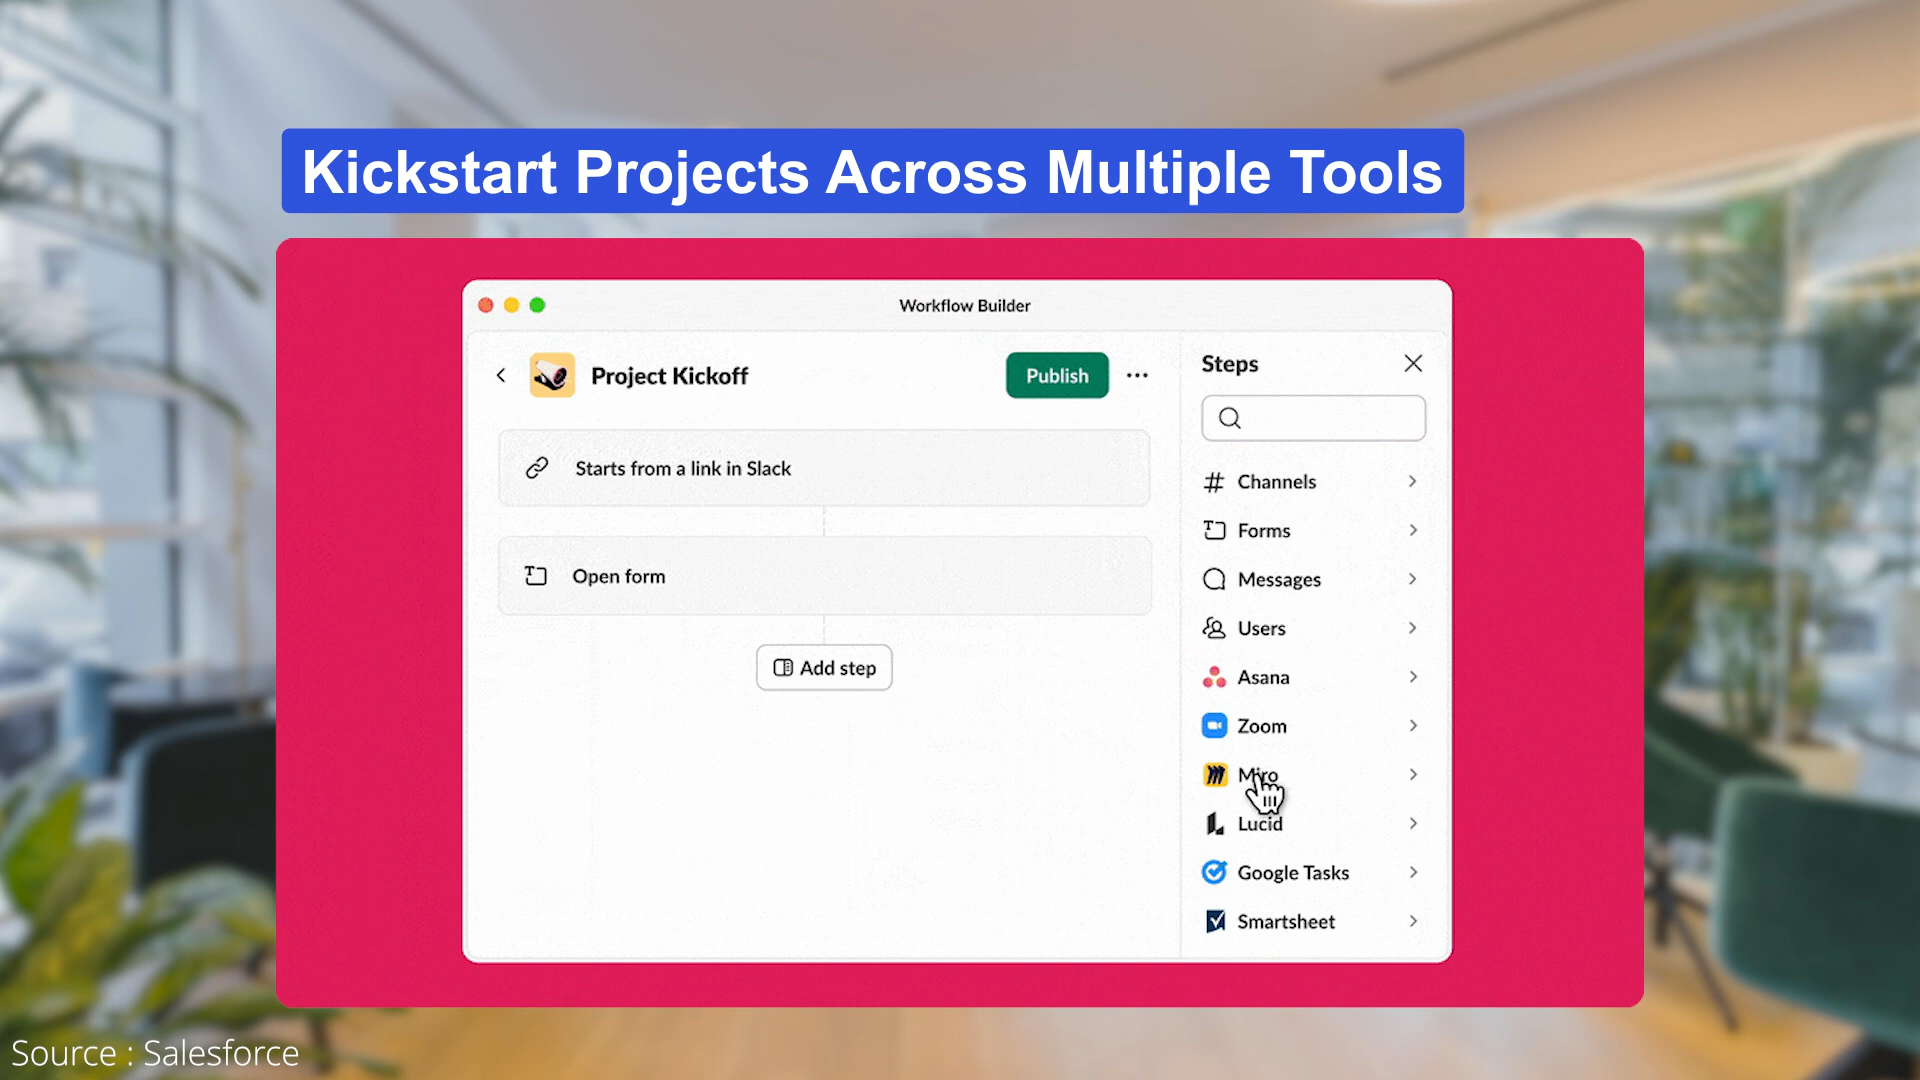 Kickstart Projects Across Multiple Tools
Workflow Builder
Project Kickoff
Publish
Starts from a link in Slack
Open form
Add step
Steps
Channels
Forms
Messages
Users
Asana
Zoom
Miro
Lucid
Google Tasks
Smartsheet
Source : Salesforce